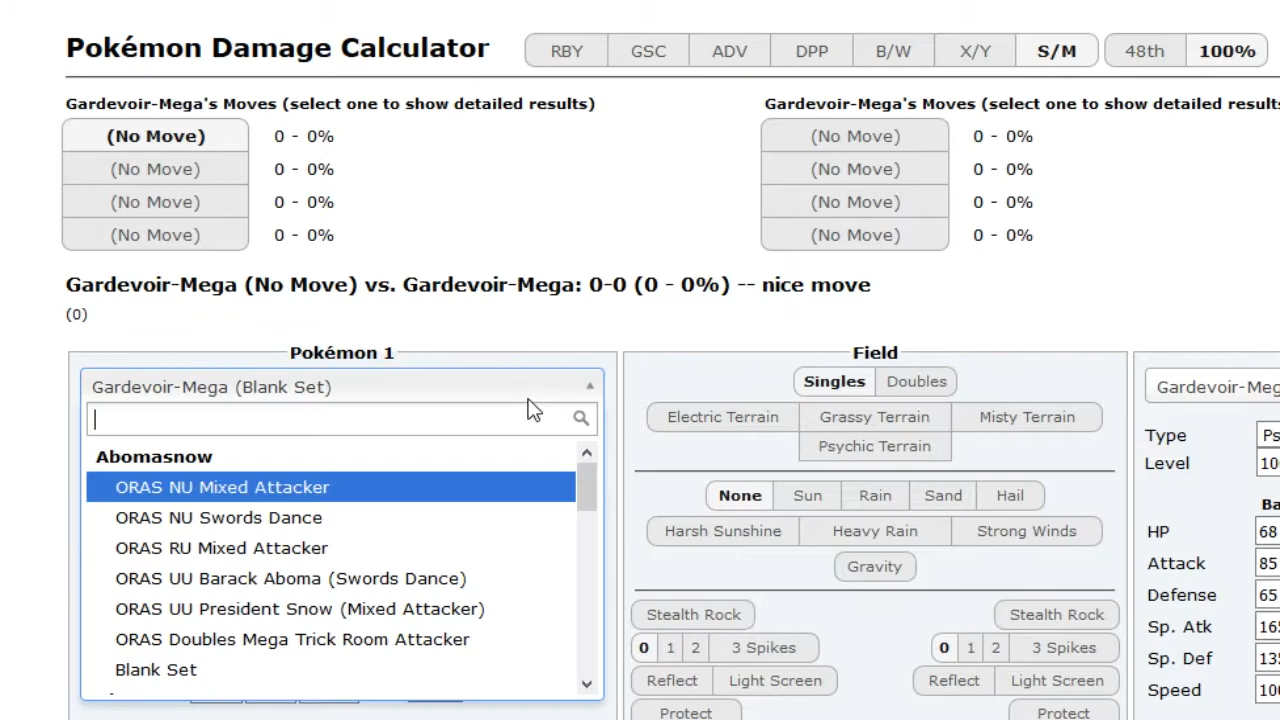 Pokémon Damage Calculator RBY GSC ADV DPP B/W X/Y S/M 48th 100%
Gardevoir-Mega's Moves (select one to show detailed results) Gardevoir-Mega's Moves (select one to show detailed results
(No Move) 0 - 0% (No Move) 0 - 0%
(No Move) 0 - 0% (No Move) 0 - 0%
(No Move) 0 - 0% (No Move) 0 - 0%
(No Move) 0 - 0% (No Move) 0 - 0%
Gardevoir-Mega (No Move) vs. Gardevoir-Mega: 0-0 (0 - 0%) -- nice move
(0)
Pokémon 1
Gardevoir-Mega (Blank Set)
Abomasnow
ORAS NU Mixed Attacker
ORAS NU Swords Dance
ORAS RU Mixed Attacker
ORAS UU Barack Aboma (Swords Dance)
ORAS UU President Snow (Mixed Attacker)
ORAS Doubles Mega Trick Room Attacker
Blank Set
Field
Singles Doubles
Electric Terrain Grassy Terrain Misty Terrain
Psychic Terrain
None Sun Rain Sand Hail
Harsh Sunshine Heavy Rain Strong Winds
Gravity
Stealth Rock Stealth Rock
0 1 2 3 Spikes 0 1 2 3 Spikes
Reflect Light Screen Reflect Light Screen
Protect Protect
Gardevoir-Meg
Type Ps
Level 10
Ba
HP 68
Attack 85
Defense 65
Sp. Atk 165
Sp. Def 135
Speed 100